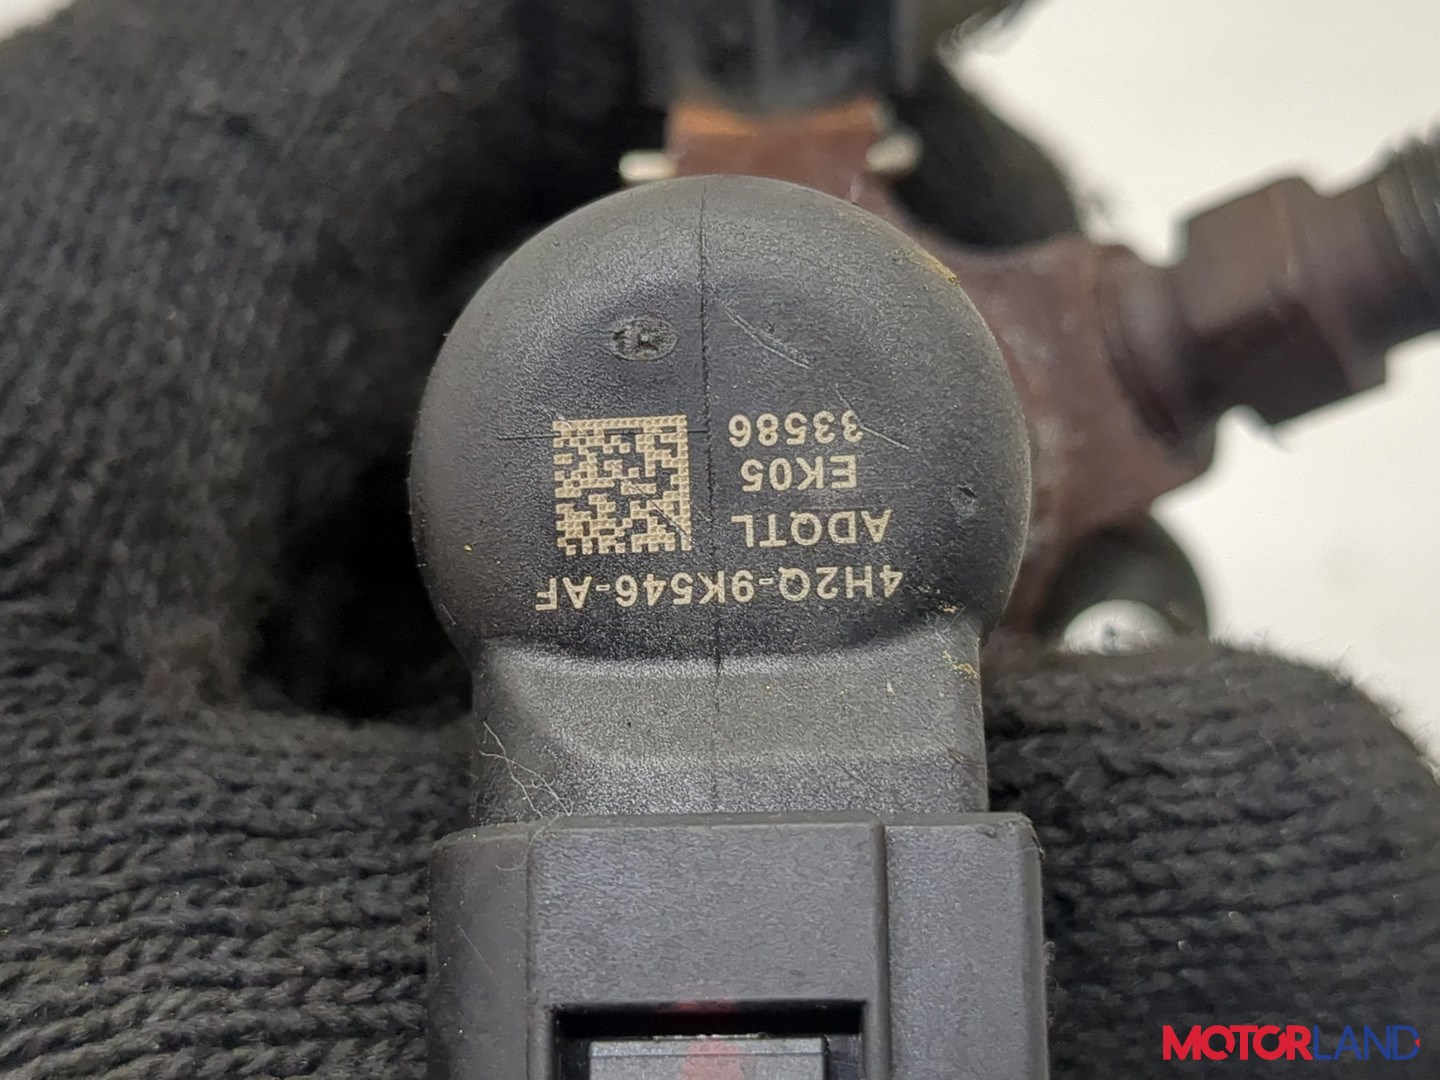 4H2Q-9K546-AF
ADQTL
EK05
33586
MOTORLAND